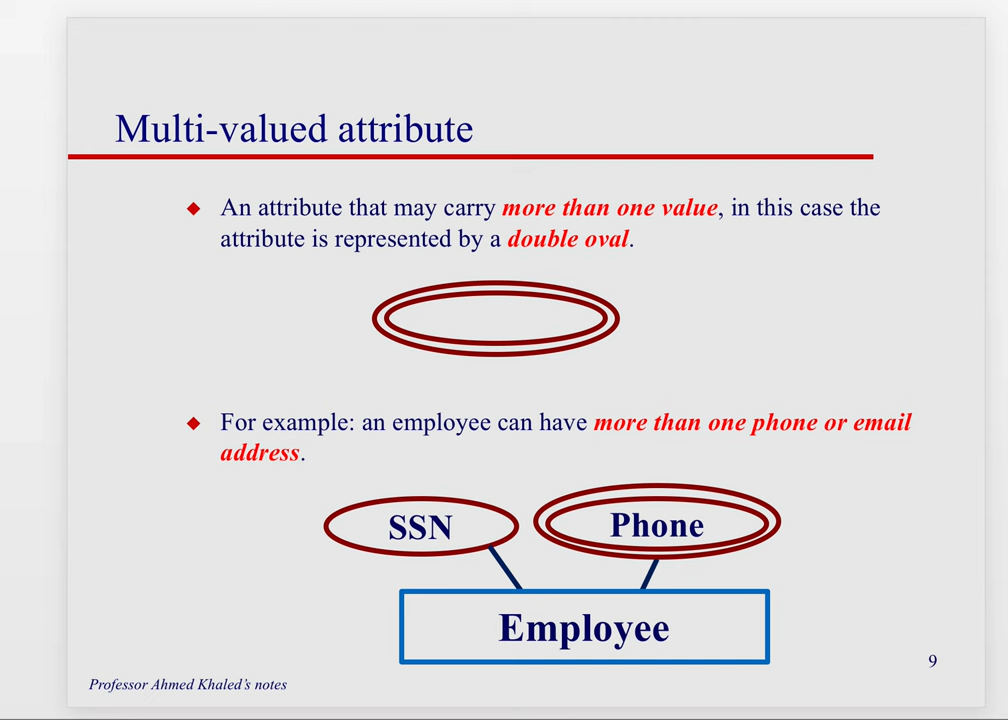 Multi-valued attribute
An attribute that may carry more than one value, in this case the
attribute is represented by a double oval.
For example: an employee can have more than one phone or email
address.
SSN
Phone
Employee
9
Professor Ahmed Khaled’s notes